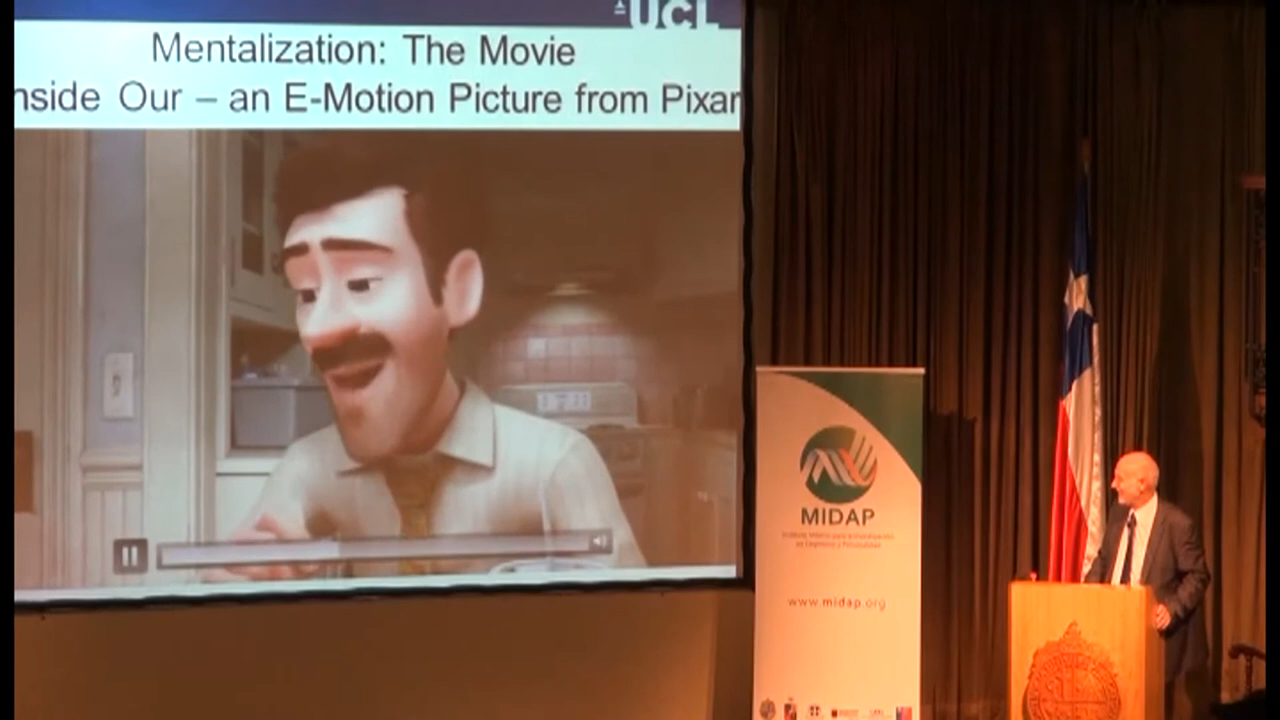 UCL
Mentalization: The Movie
nside Our – an E-Motion Picture from Pixar
MIDAP
www.midap.org